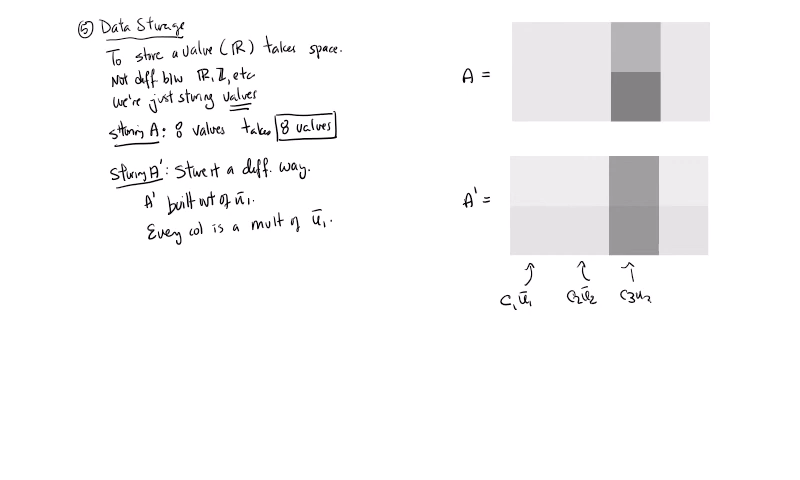 ⑤ Data Storage
To store a value (ℝ) takes space.
Not diff b/w ℝ, ℤ, etc
We're just storing values
Storing A: 8 values takes 8 values
Storing A': Store it a diff. way.
A' built out of ū₁.
Every col is a mult of ū₁.
A =
A' =
C₁ū₁ C₂ū₂ C₃u₃